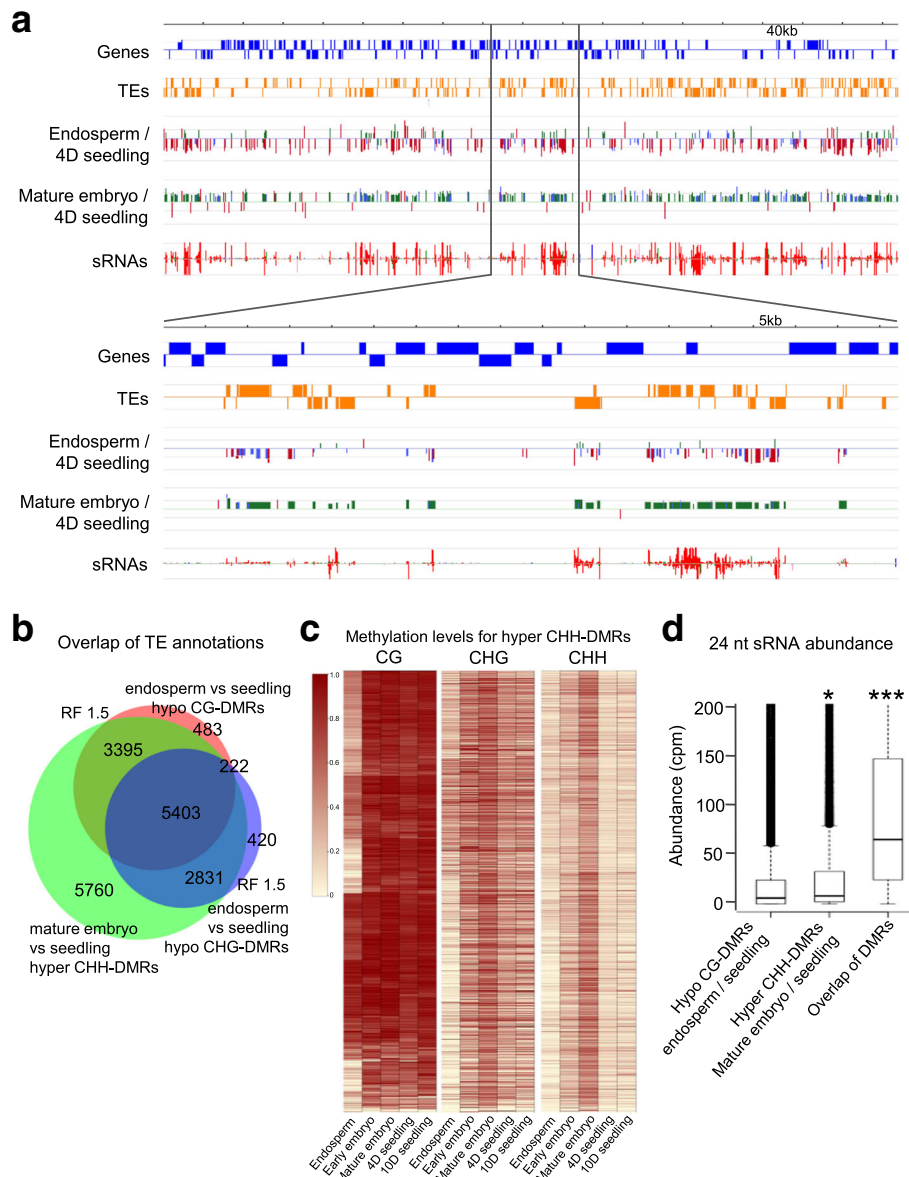 a
40kb
Genes
TEs
Endosperm /
4D seedling
Mature embryo /
4D seedling
sRNAs
5kb
Genes
TEs
Endosperm /
4D seedling
Mature embryo /
4D seedling
sRNAs
b
Overlap of TE annotations
endosperm vs seedling
hypo CG-DMRs
RF 1.5
483
3395
222
5403
420
5760
2831
RF 1.5
mature embryo
vs seedling
hyper CHH-DMRs
endosperm
vs seedling
hypo CHG-DMRs
c
Methylation levels for hyper CHH-DMRs
CG CHG CHH
1.0
0.8
0.6
0.4
0.2
0
Endosperm
Early embryo
Mature embryo
4D seedling
10D seedling
Endosperm
Early embryo
Mature embryo
4D seedling
10D seedling
Endosperm
Early embryo
Mature embryo
4D seedling
10D seedling
d
24 nt sRNA abundance
* ***
Abundance (cpm)
200
150
100
50
0
Hypo CG-DMRs
endosperm / seedling
Hyper CHH-DMRs
Mature embryo / seedling
Overlap of DMRs